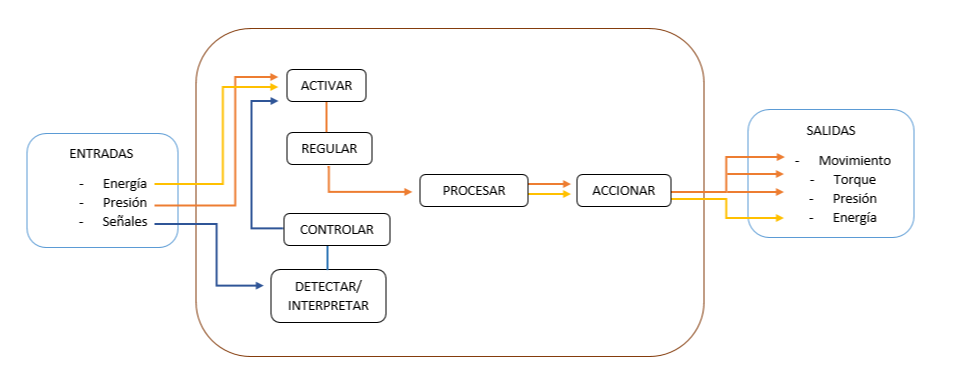 ENTRADAS
- Energía
- Presión
- Señales
ACTIVAR
REGULAR
PROCESAR
ACCIONAR
CONTROLAR
DETECTAR/
INTERPRETAR
SALIDAS
- Movimiento
- Torque
- Presión
- Energía